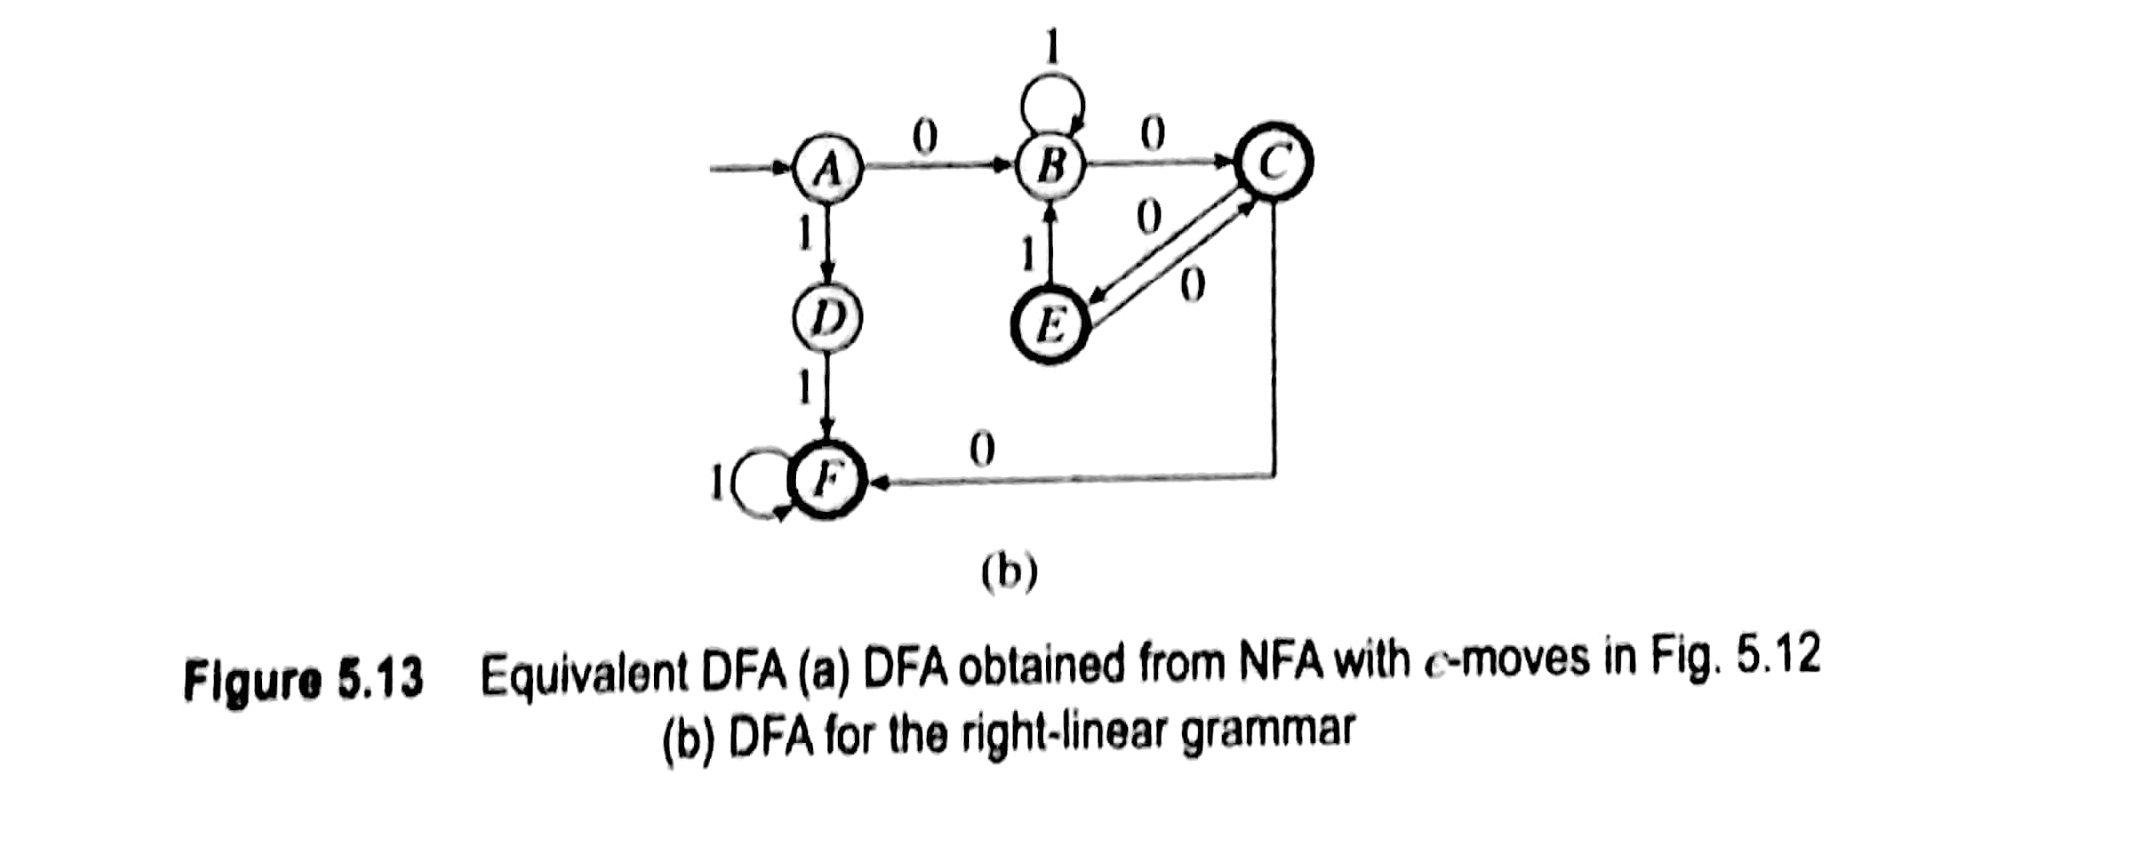 1
0
0
A
B
C
1
0
1
0
D
E
1
0
1
F
(b)
Figure 5.13 Equivalent DFA (a) DFA obtained from NFA with ϵ-moves in Fig. 5.12
(b) DFA for the right-linear grammar